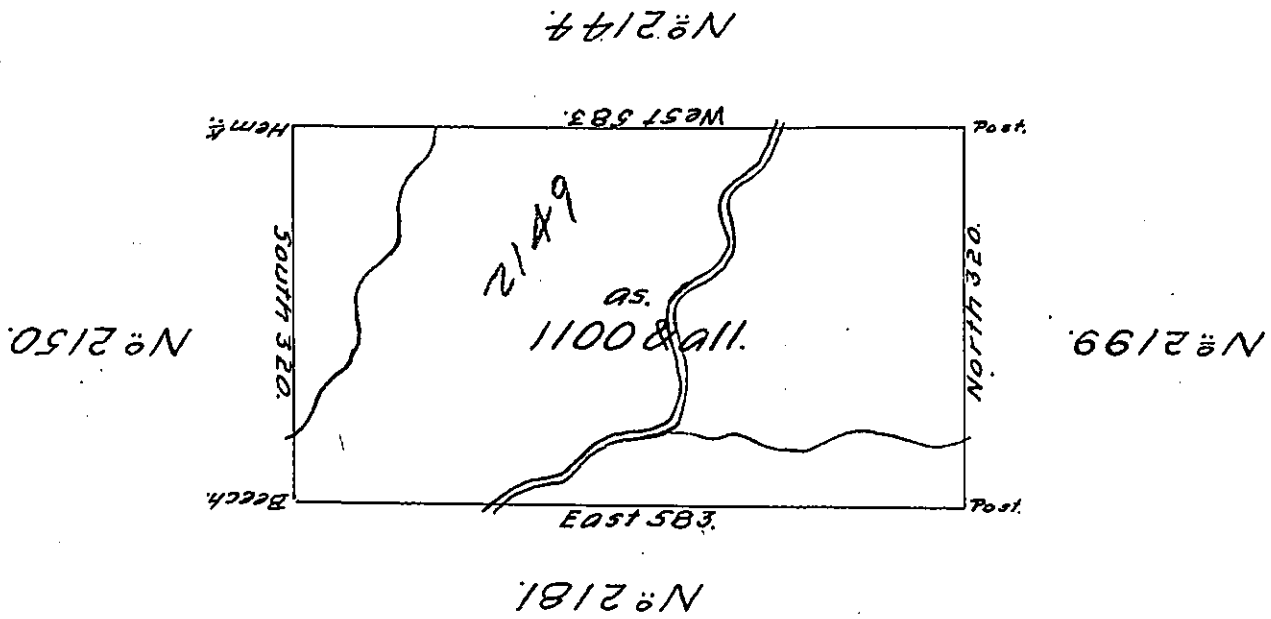 Nº 2144
West 583.
Hem.k
Post.
2149
South 320.
North 320.
as.
1100 & all.
Nº 2150.
Nº 2199
Beech.
Post.
East 583.
Nº 2181.